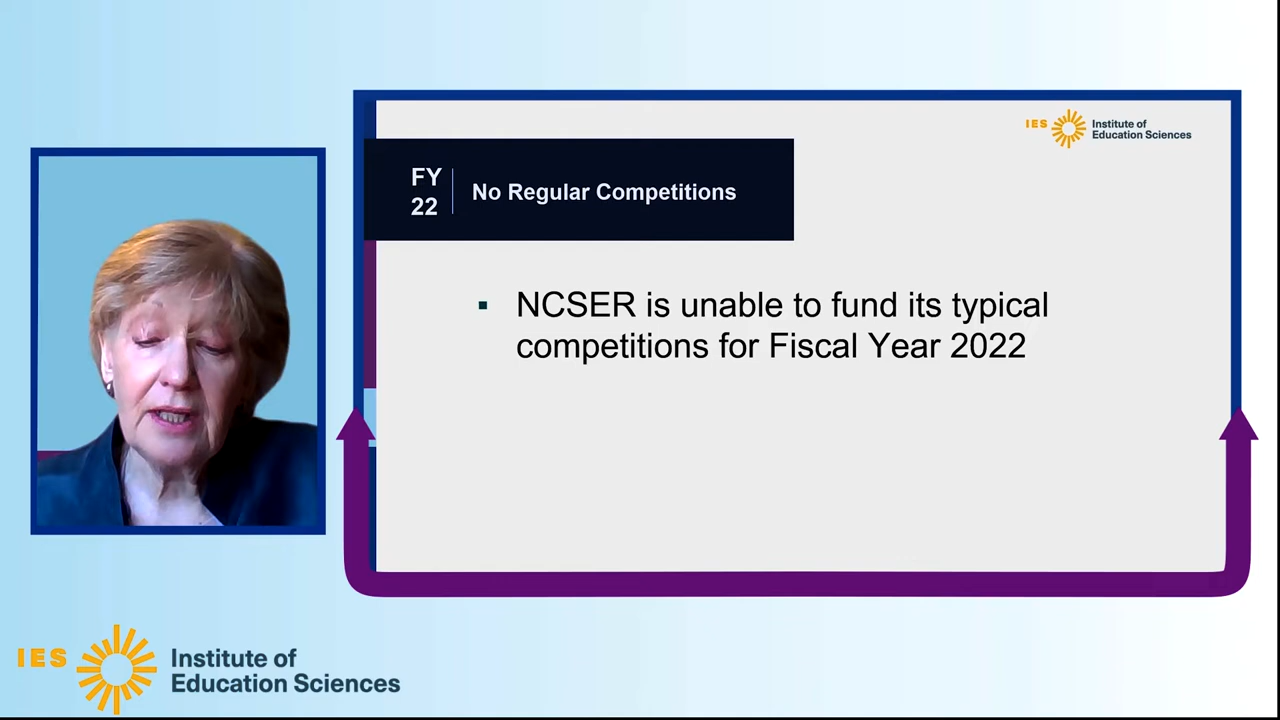 IES Institute of
Education Sciences
FY
22
No Regular Competitions
▪ NCSER is unable to fund its typical
competitions for Fiscal Year 2022
IES Institute of
Education Sciences